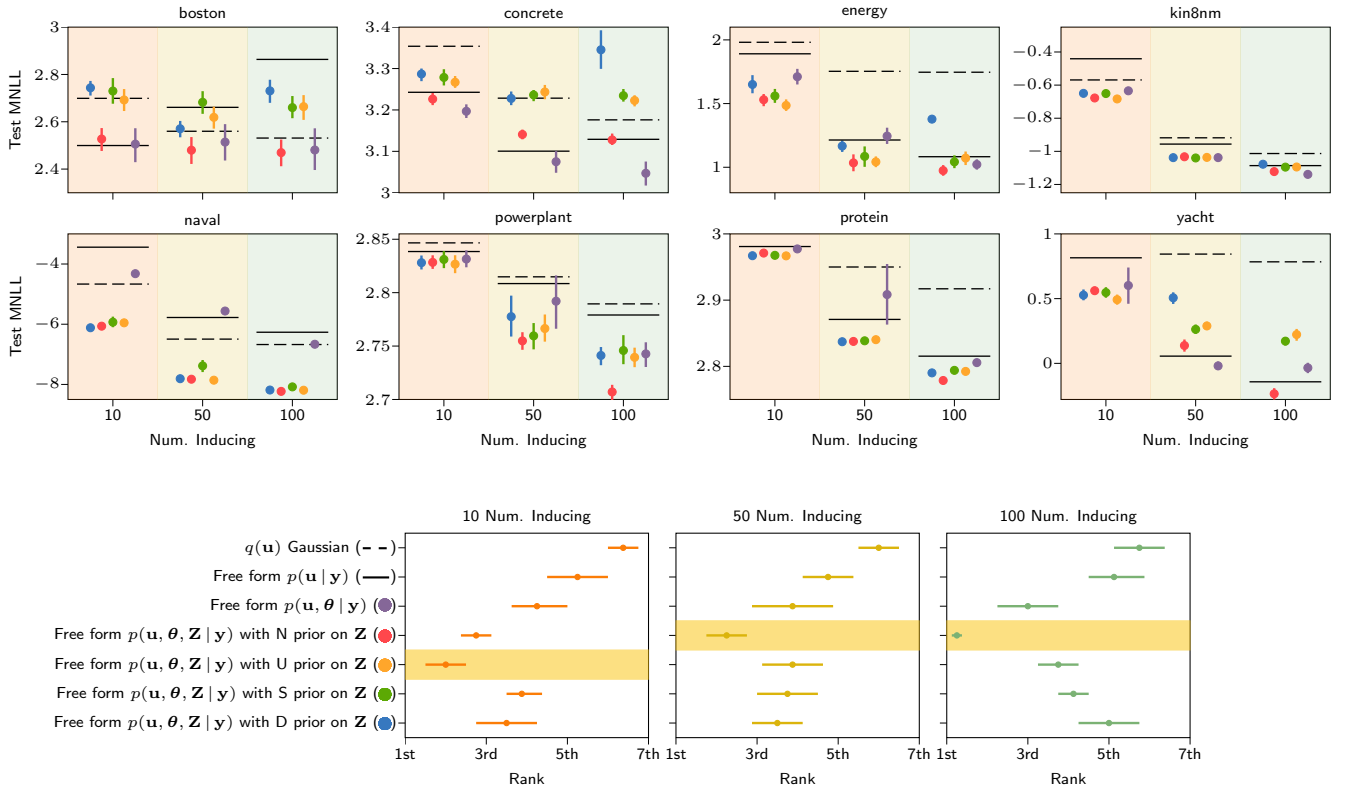 boston concrete energy kin8nm
Test MNLL
3
2.8
2.6
2.4
3.4
3.3
3.2
3.1
3
2
1.5
1
−0.4
−0.6
−0.8
−1
−1.2
naval powerplant protein yacht
Test MNLL
−4
−6
−8
2.85
2.8
2.75
2.7
3
2.9
2.8
1
0.5
0
10 50 100 10 50 100 10 50 100 10 50 100
Num. Inducing Num. Inducing Num. Inducing Num. Inducing
10 Num. Inducing 50 Num. Inducing 100 Num. Inducing
q(u) Gaussian (- -)
Free form p(u | y) (—)
Free form p(u, θ | y) (●)
Free form p(u, θ, Z | y) with N prior on Z (●)
Free form p(u, θ, Z | y) with U prior on Z (●)
Free form p(u, θ, Z | y) with S prior on Z (●)
Free form p(u, θ, Z | y) with D prior on Z (●)
1st 3rd 5th 7th 1st 3rd 5th 7th 1st 3rd 5th 7th
Rank Rank Rank